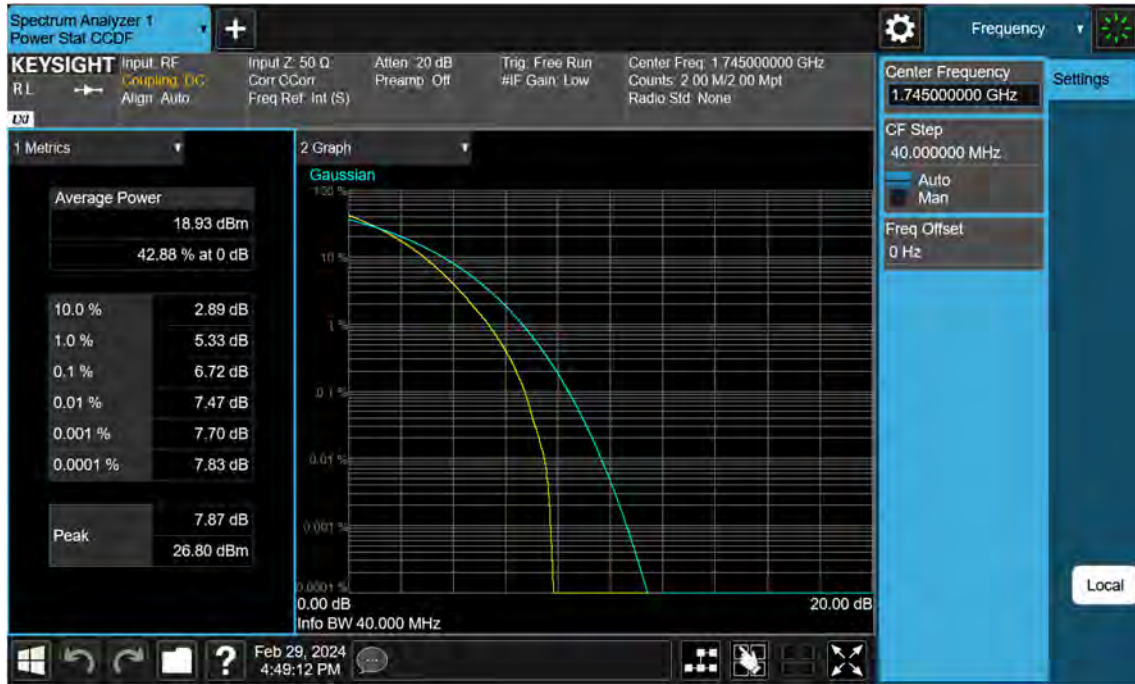 Spectrum Analyzer 1
Power Stat CCDF
Frequency
KEYSIGHT
Input: RF
Coupling: DC
Align: Auto
Input Z: 50 Ω
Corr CCorr
Freq Ref: Int (S)
Atten: 20 dB
Preamp: Off
Trig: Free Run
#IF Gain: Low
Center Freq: 1.745000000 GHz
Counts: 2.00 M/2.00 Mpt
Radio Std: None
RL
LXI
Center Frequency
1.745000000 GHz
Settings
CF Step
40.000000 MHz
Auto
Man
Freq Offset
0 Hz
Local
1 Metrics
Average Power
18.93 dBm
42.88 % at 0 dB
10.0 % 2.89 dB
1.0 % 5.33 dB
0.1 % 6.72 dB
0.01 % 7.47 dB
0.001 % 7.70 dB
0.0001 % 7.83 dB
Peak
7.87 dB
26.80 dBm
2 Graph
Gaussian
100 %
10 %
1 %
0.1 %
0.01 %
0.001 %
0.0001 %
0.00 dB 20.00 dB
Info BW 40.000 MHz
Feb 29, 2024
4:49:12 PM